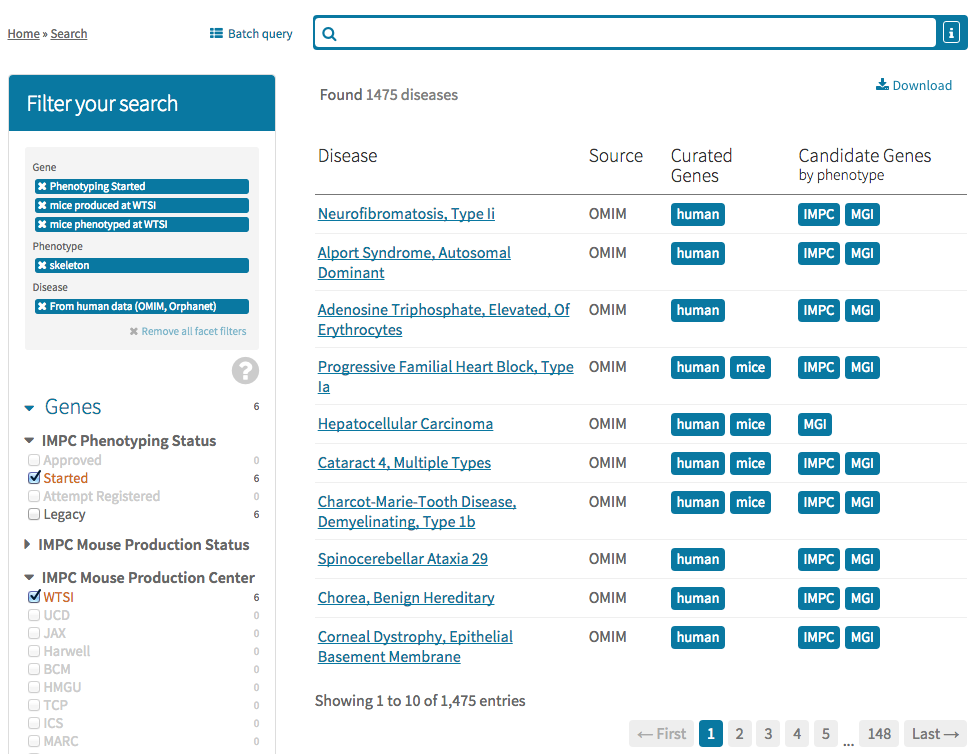 Home » Search
Batch query
i
Filter your search
Gene
✖ Phenotyping Started
✖ mice produced at WTSI
✖ mice phenotyped at WTSI
Phenotype
✖ skeleton
Disease
✖ From human data (OMIM, Orphanet)
✖ Remove all facet filters
?
Genes 6
IMPC Phenotyping Status
Approved 0
Started 6
Attempt Registered 0
Legacy 6
IMPC Mouse Production Status
IMPC Mouse Production Center
WTSI 6
UCD 0
JAX 0
Harwell 0
BCM 0
HMGU 0
TCP 0
ICS 0
MARC 0
Found 1475 diseases
Download
Disease Source Curated Candidate Genes
Genes by phenotype
Neurofibromatosis, Type Ii OMIM human IMPC MGI
Alport Syndrome, Autosomal OMIM human IMPC MGI
Dominant
Adenosine Triphosphate, Elevated, Of OMIM human IMPC MGI
Erythrocytes
Progressive Familial Heart Block, Type OMIM human mice IMPC MGI
Ia
Hepatocellular Carcinoma OMIM human mice MGI
Cataract 4, Multiple Types OMIM human mice IMPC MGI
Charcot-Marie-Tooth Disease, OMIM human mice IMPC MGI
Demyelinating, Type 1b
Spinocerebellar Ataxia 29 OMIM human IMPC MGI
Chorea, Benign Hereditary OMIM human IMPC MGI
Corneal Dystrophy, Epithelial OMIM human IMPC MGI
Basement Membrane
Showing 1 to 10 of 1,475 entries
← First 1 2 3 4 5 ... 148 Last →